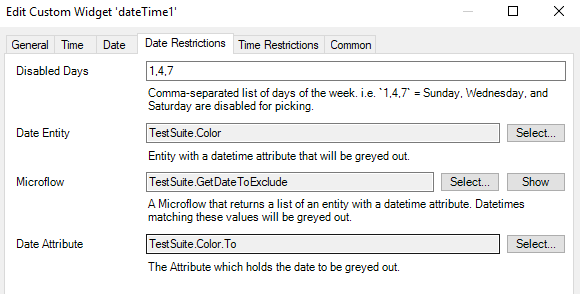 Edit Custom Widget 'dateTime1'
General Time Date Date Restrictions Time Restrictions Common
Disabled Days 1,4,7
Comma-separated list of days of the week. i.e. `1,4,7` = Sunday, Wednesday, and
Saturday are disabled for picking.
Date Entity TestSuite.Color Select...
Entity with a datetime attribute that will be greyed out.
Microflow TestSuite.GetDateToExclude Select... Show
A Microflow that returns a list of an entity with a datetime attribute. Datetimes
matching these values will be greyed out.
Date Attribute TestSuite.Color.To Select...
The Attribute which holds the date to be greyed out.